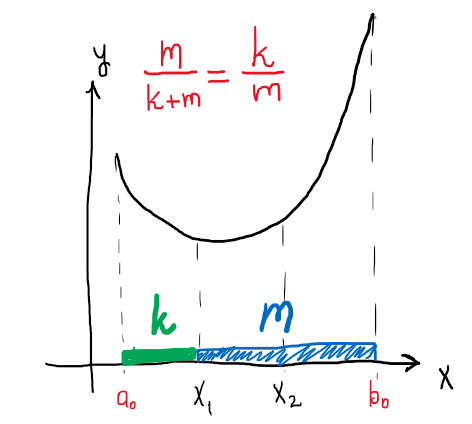 y
m/(k+m) = k/m
k m
a₀ x₁ x₂ b₀
x